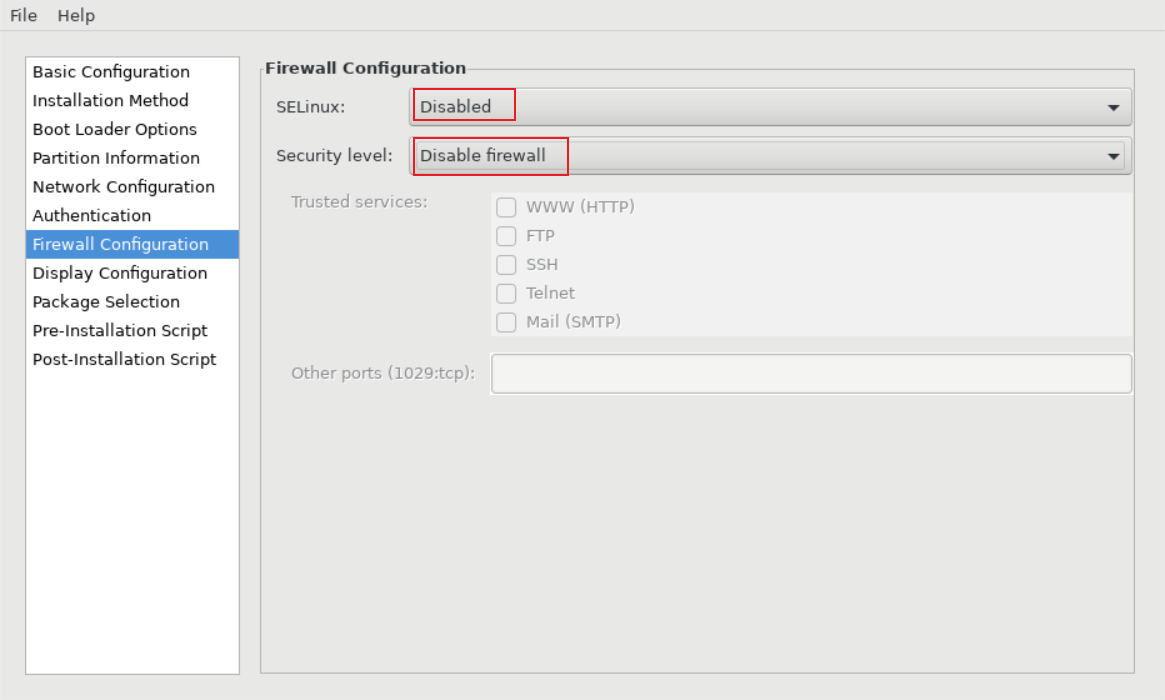 File Help
Basic Configuration
Installation Method
Boot Loader Options
Partition Information
Network Configuration
Authentication
Firewall Configuration
Display Configuration
Package Selection
Pre-Installation Script
Post-Installation Script
Firewall Configuration
SELinux: Disabled
Security level: Disable firewall
Trusted services: WWW (HTTP)
FTP
SSH
Telnet
Mail (SMTP)
Other ports (1029:tcp):